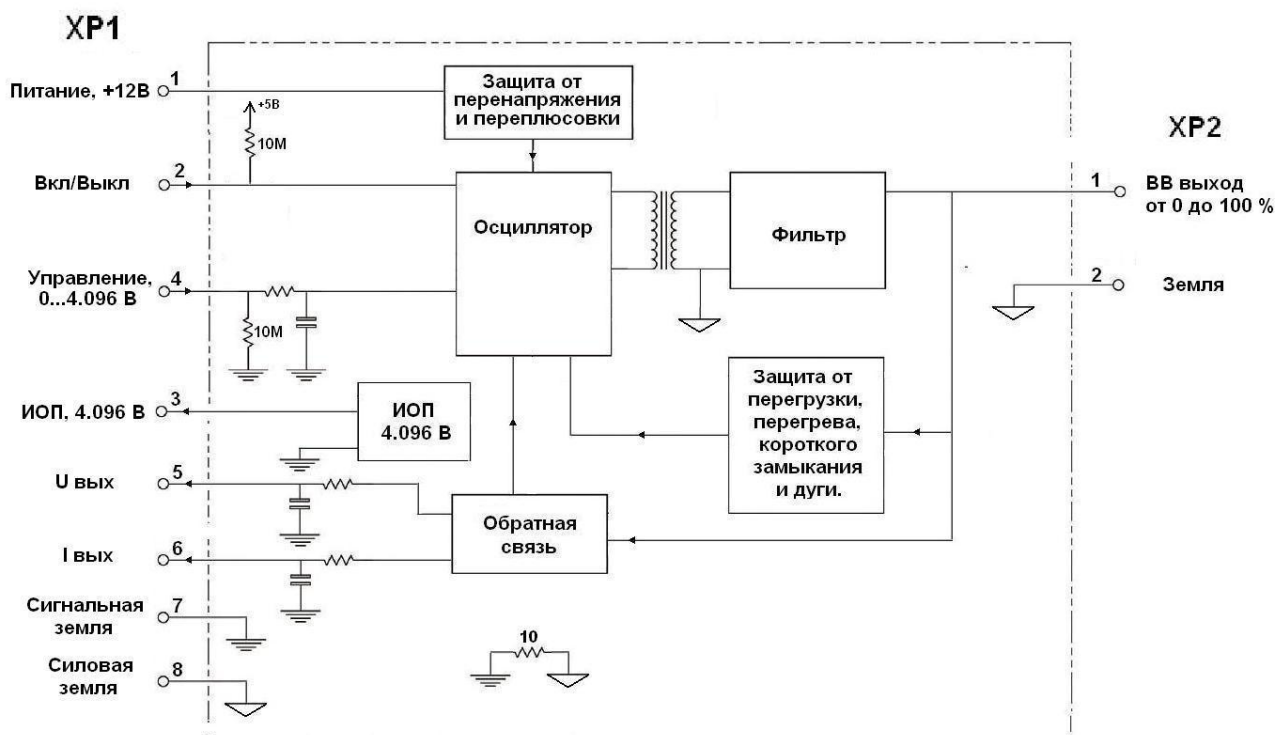 XP1
Питание, +12В
1
+5В
10М
Защита от
перенапряжения
и переплюсовки
XP2
Вкл/Выкл
2
Осциллятор
Фильтр
1
ВВ выход
от 0 до 100 %
Управление,
0...4.096 В
4
10М
2
Земля
ИОП, 4.096 В
3
ИОП
4.096 В
Защита от
перегрузки,
перегрева,
короткого
замыкания
и дуги.
U вых
5
Обратная
связь
I вых
6
Сигнальная
земля
7
10
Силовая
земля
8